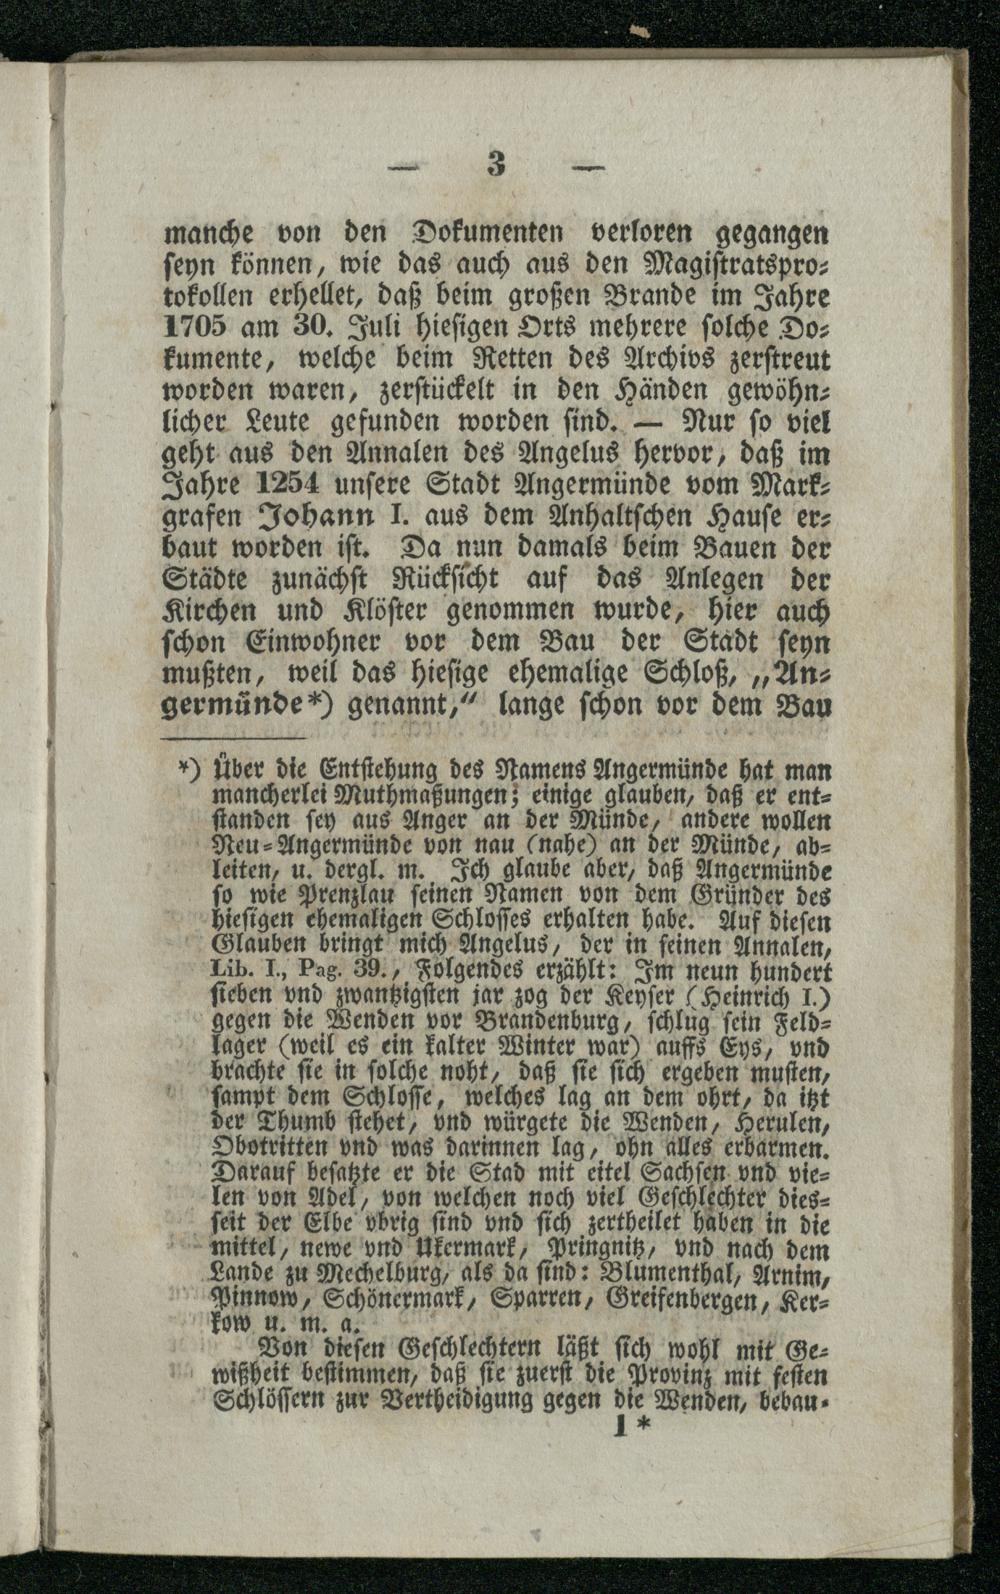 — 3 —
manche von den Dokumenten verloren gegangen
seyn können, wie das auch aus den Magistratspro-
tokollen erhellet, daß beim großen Brande im Jahre
1705 am 30. Juli hiesigen Orts mehrere solche Do-
kumente, welche beim Retten des Archivs zerstreut
worden waren, zerstückelt in den Händen gewöhn-
licher Leute gefunden worden sind. — Nur so viel
geht aus den Annalen des Angelus hervor, daß im
Jahre 1254 unsere Stadt Angermünde vom Mark-
grafen Johann I. aus dem Anhaltschen Hause er-
baut worden ist. Da nun damals beim Bauen der
Städte zunächst Rücksicht auf das Anlegen der
Kirchen und Klöster genommen wurde, hier auch
schon Einwohner vor dem Bau der Stadt seyn
mußten, weil das hiesige ehemalige Schloß, „An-
germünde*) genannt,“ lange schon vor dem Bau
*) Über die Entstehung des Namens Angermünde hat man
mancherlei Muthmaßungen; einige glauben, daß er ent-
standen sey aus Anger an der Münde, andere wollen
Neu-Angermünde von nau (nahe) an der Münde, ab-
leiten, u. dergl. m. Ich glaube aber, daß Angermünde
so wie Prenzlau seinen Namen von dem Gründer des
hiesigen ehemaligen Schlosses erhalten habe. Auf diesen
Glauben bringt mich Angelus, der in seinen Annalen,
Lib. I., Pag. 39., Folgendes erzählt: Im neun hundert
sieben vnd zwantzigsten jar zog der Keyser (Heinrich I.)
gegen die Wenden vor Brandenburg, schlug sein Feld-
lager (weil es ein kalter Winter war) auffs Eys, vnd
brachte sie in solche noht, daß sie sich ergeben musten,
sampt dem Schlosse, welches lag an dem ohrt, da itzt
der Thumb stehet, vnd würgete die Wenden, Herulen,
Obotritten vnd was darinnen lag, ohn alles erbarmen.
Darauf besatzte er die Stad mit eitel Sachsen vnd vie-
len von Adel, von welchen noch viel Geschlechter dies-
seit der Elbe vbrig sind vnd sich zertheilet haben in die
mittel, newe vnd Ukermark, Pringnitz, vnd nach dem
Lande zu Mechelburg, als da sind: Blumenthal, Arnim,
Pinnow, Schönermark, Sparren, Greifenbergen, Ker-
kow u. m. a.
Von diesen Geschlechtern läßt sich wohl mit Ge-
wißheit bestimmen, daß sie zuerst die Provinz mit festen
Schlössern zur Vertheidigung gegen die Wenden, bebau-
1*